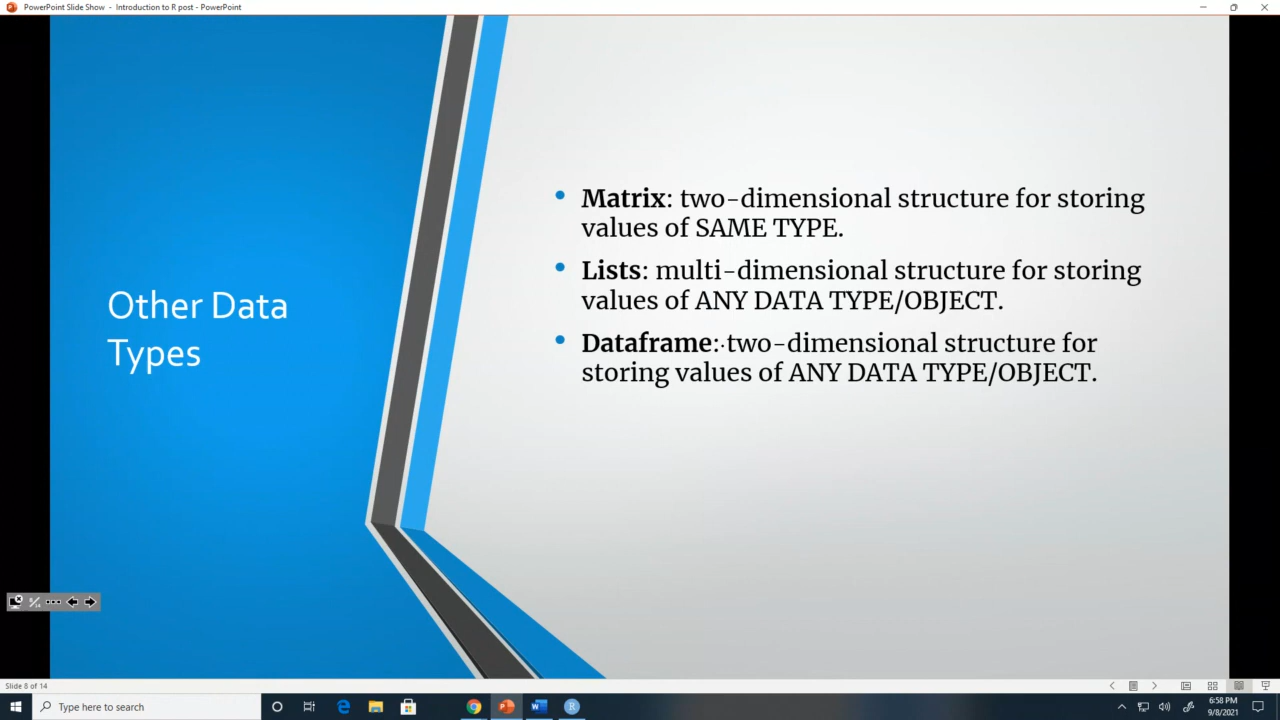 PowerPoint Slide Show - Introduction to R post - PowerPoint
Other Data
Types
• Matrix: two-dimensional structure for storing
values of SAME TYPE.
• Lists: multi-dimensional structure for storing
values of ANY DATA TYPE/OBJECT.
• Dataframe: two-dimensional structure for
storing values of ANY DATA TYPE/OBJECT.
Slide 8 of 14
Type here to search
6:58 PM
9/8/2021